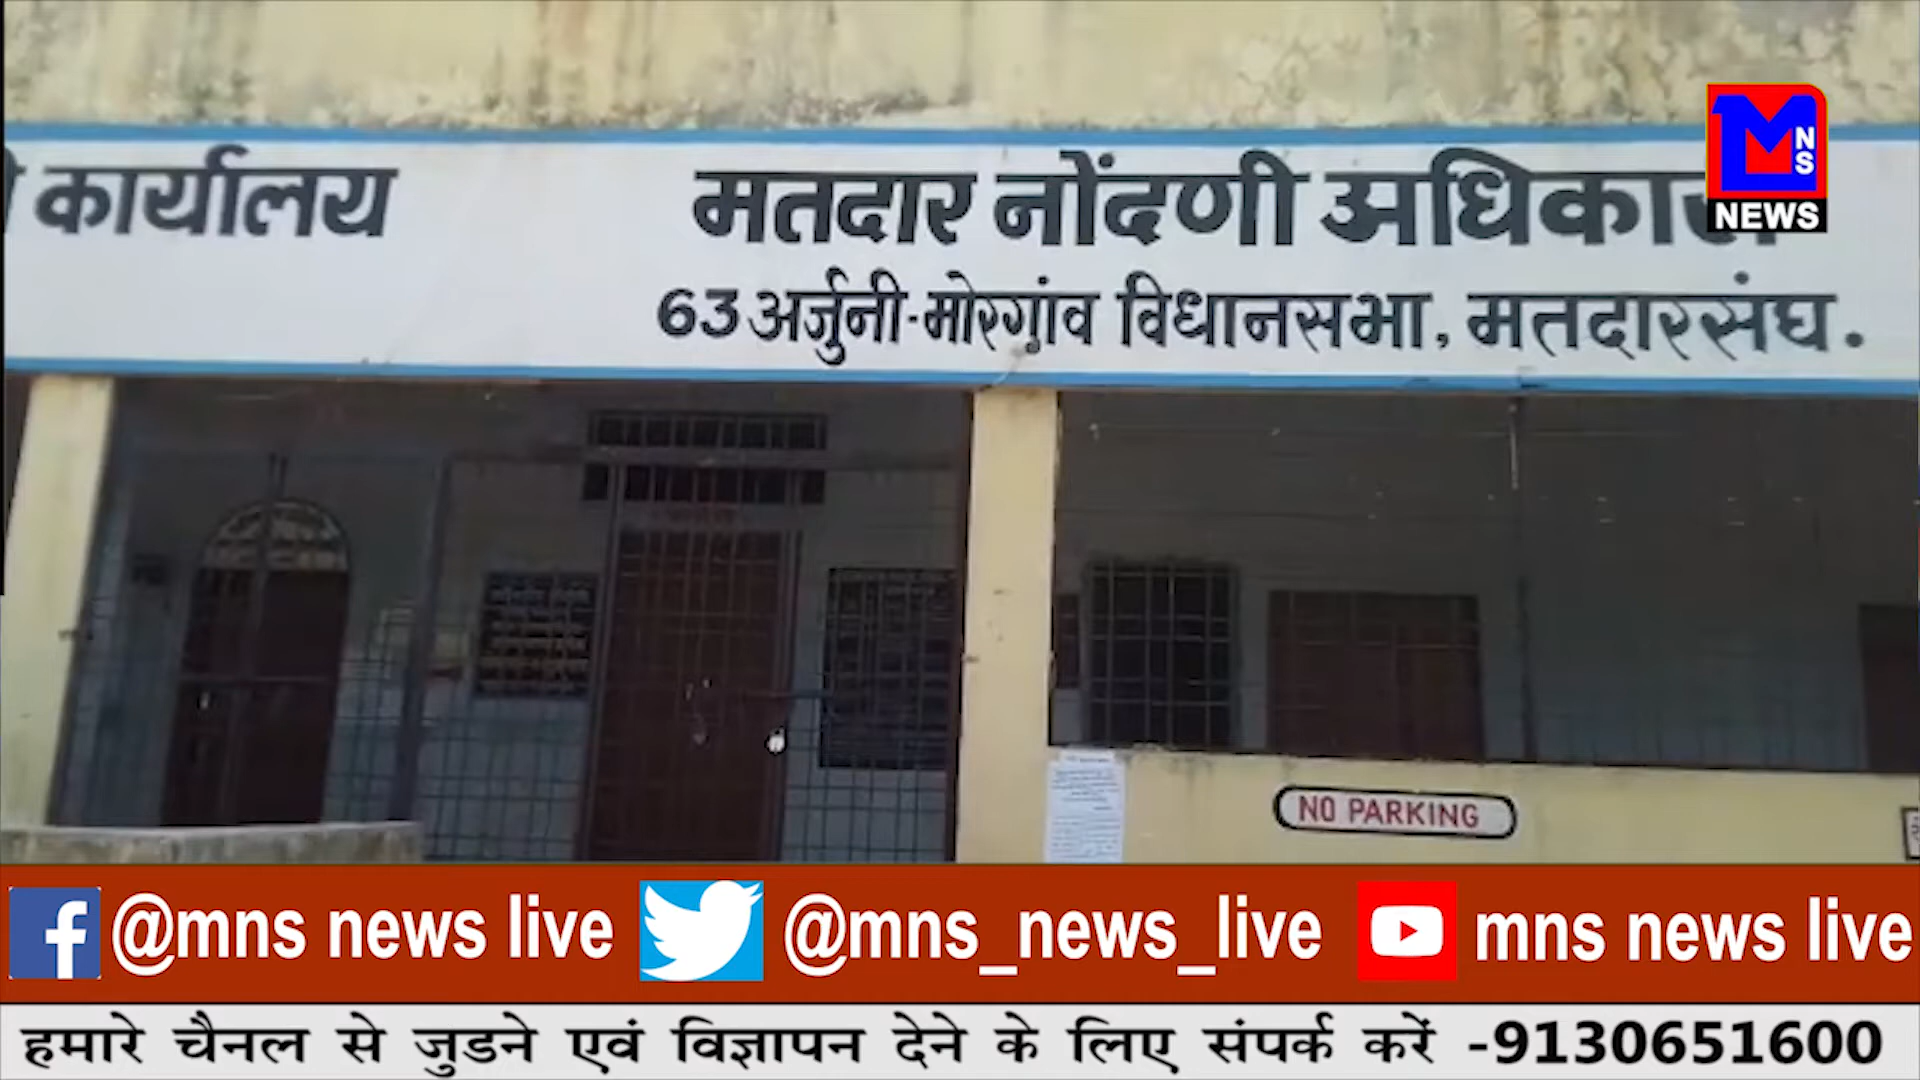 कार्यालय
मतदार नोंदणी
63 अर्जुनी-मोरगांव विधानसभा, मतदारसंघ.
M NS
NEWS
NO PARKING
@mns news live
@mns_news_live
mns news live
हमारे चैनल से जुडने एवं विज्ञापन देने के लिए संपर्क करें -9130651600